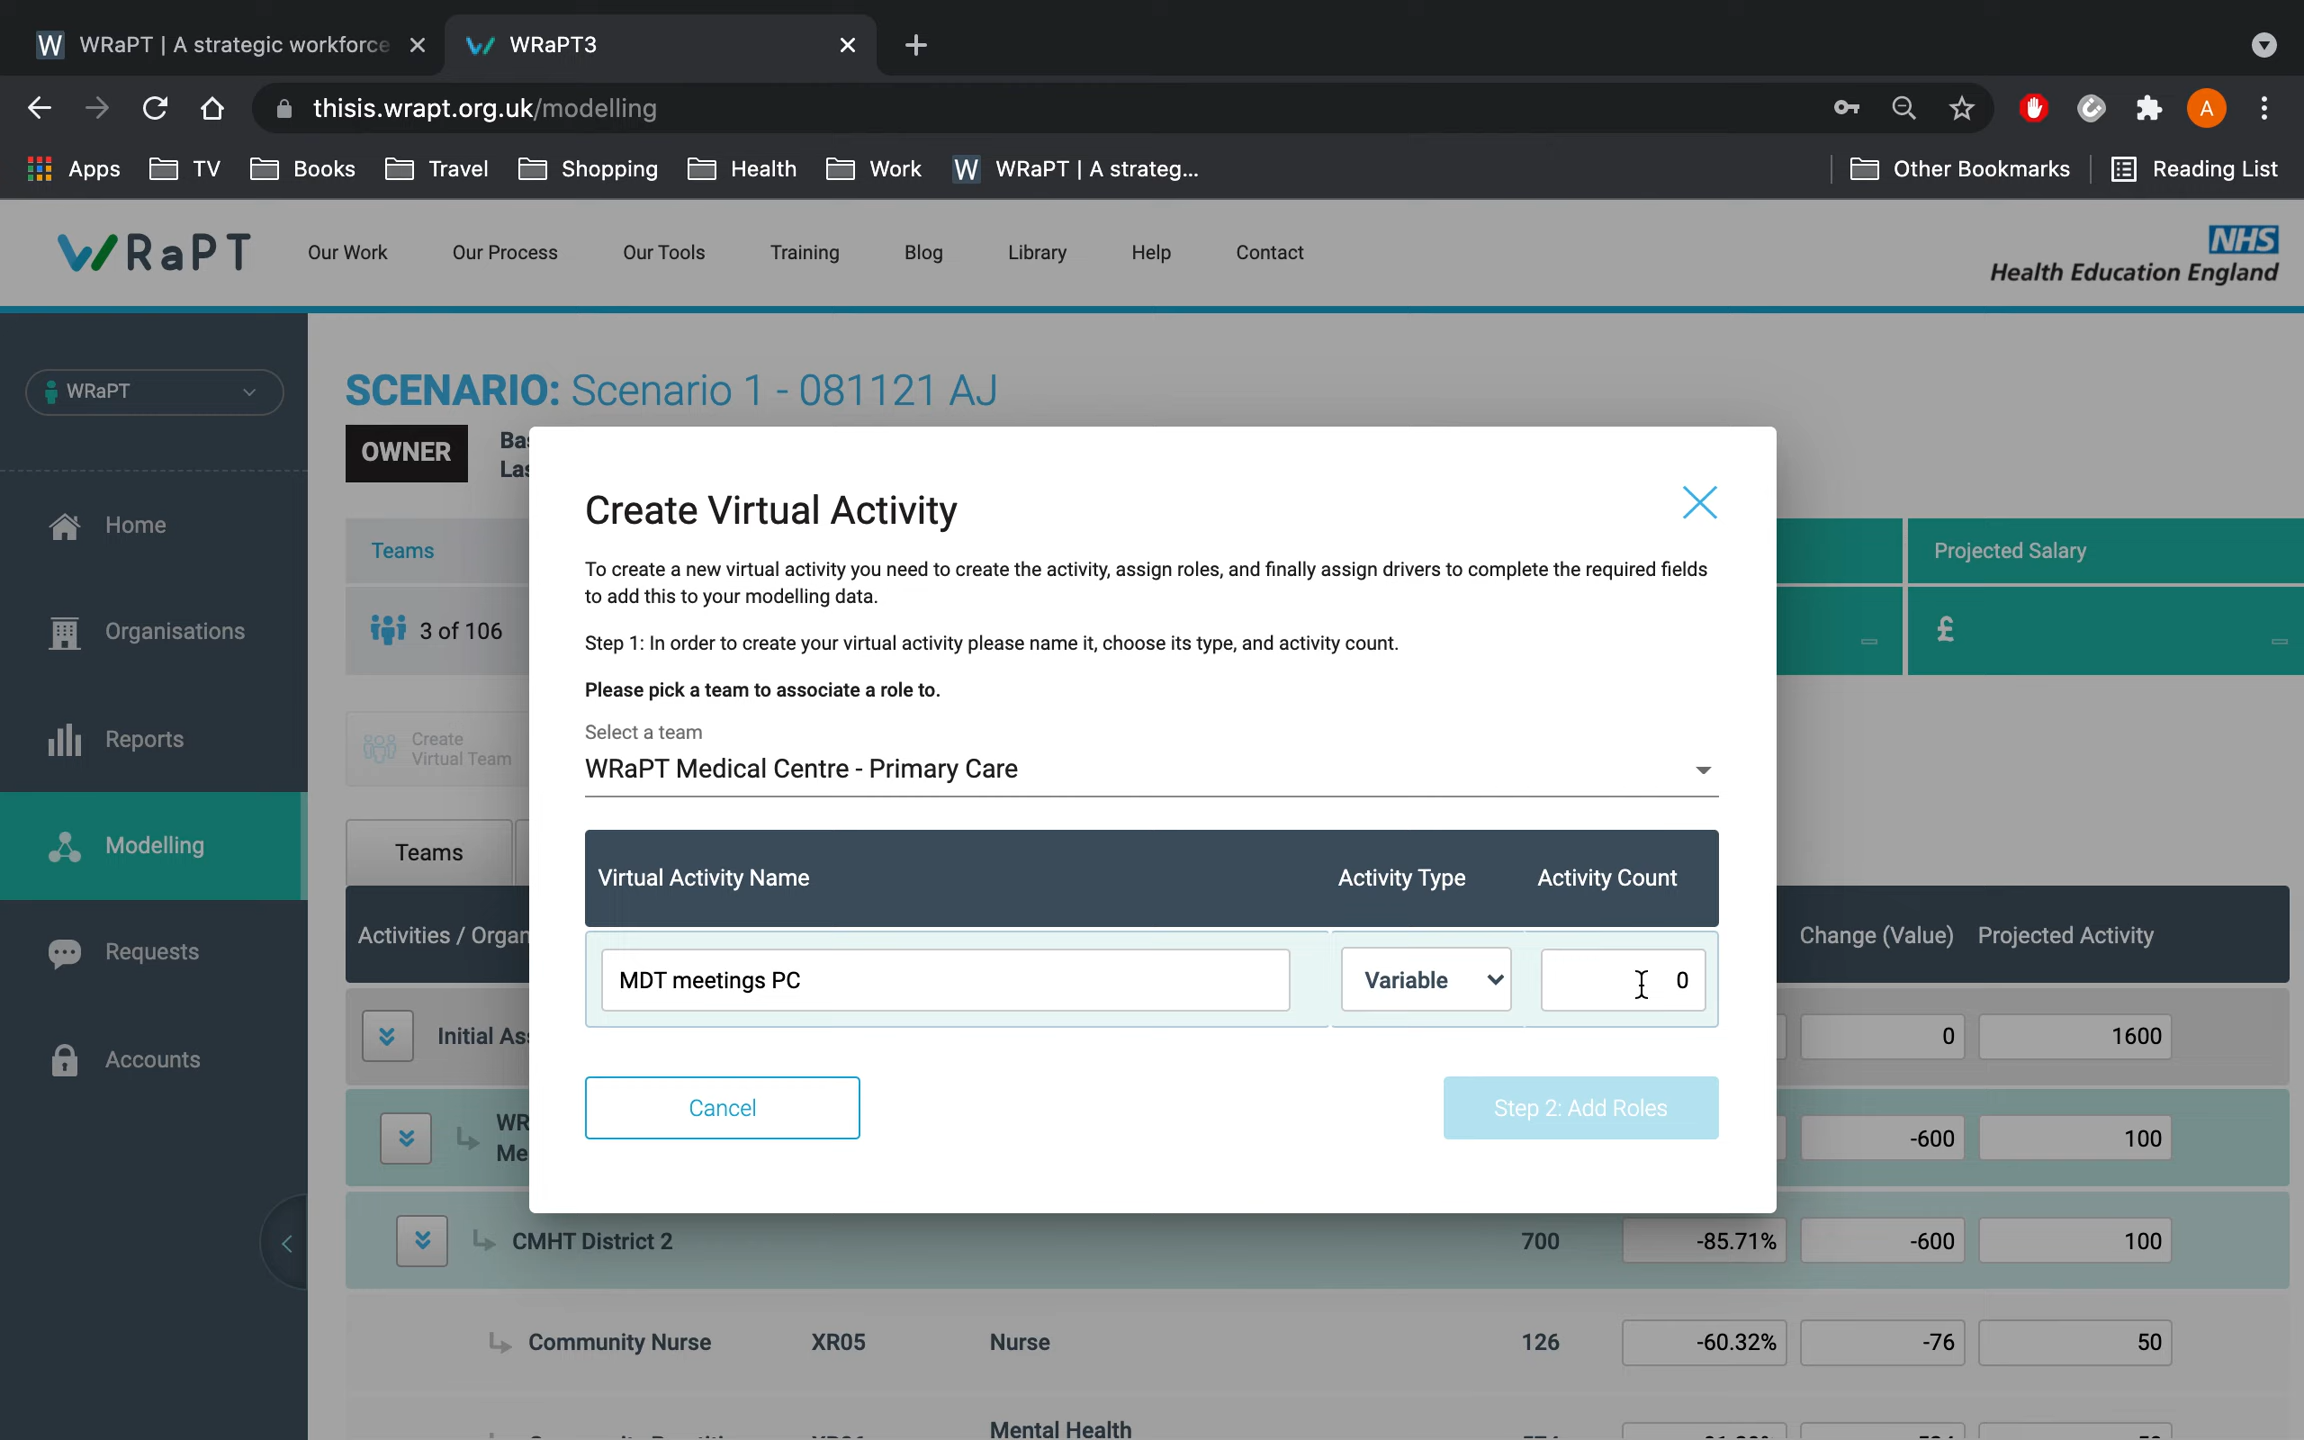 WRaPT | A strategic workforce
WRaPT3
thisis.wrapt.org.uk/modelling
A
Apps
TV
Books
Travel
Shopping
Health
Work
WRaPT | A strateg...
Other Bookmarks
Reading List
WRaPT
Our Work
Our Process
Our Tools
Training
Blog
Library
Help
Contact
NHS
Health Education England
WRaPT
Home
Organisations
Reports
Modelling
Requests
Accounts
SCENARIO: Scenario 1 - 081121 AJ
OWNER
Teams
3 of 106
Projected Salary
£
Create
Virtual Team
Teams
Create Virtual Activity
To create a new virtual activity you need to create the activity, assign roles, and finally assign drivers to complete the required fields
to add this to your modelling data.
Step 1: In order to create your virtual activity please name it, choose its type, and activity count.
Please pick a team to associate a role to.
Select a team
WRaPT Medical Centre - Primary Care
Virtual Activity Name Activity Type Activity Count
MDT meetings PC Variable 0
Cancel
Step 2: Add Roles
Activities / Organ Change (Value) Projected Activity
Initial Ass 0 1600
-600 100
CMHT District 2 700 -85.71% -600 100
Community Nurse XR05 Nurse 126 -60.32% -76 50
Mental Health